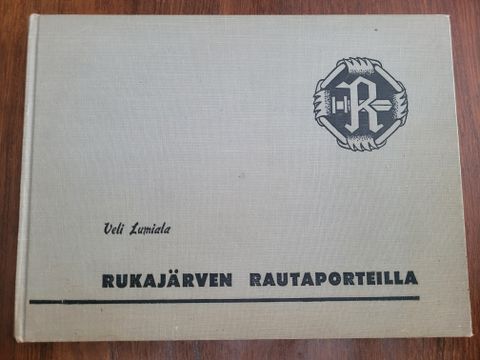 R
Veli Lumiala
RUKAJÄRVEN RAUTAPORTEILLA